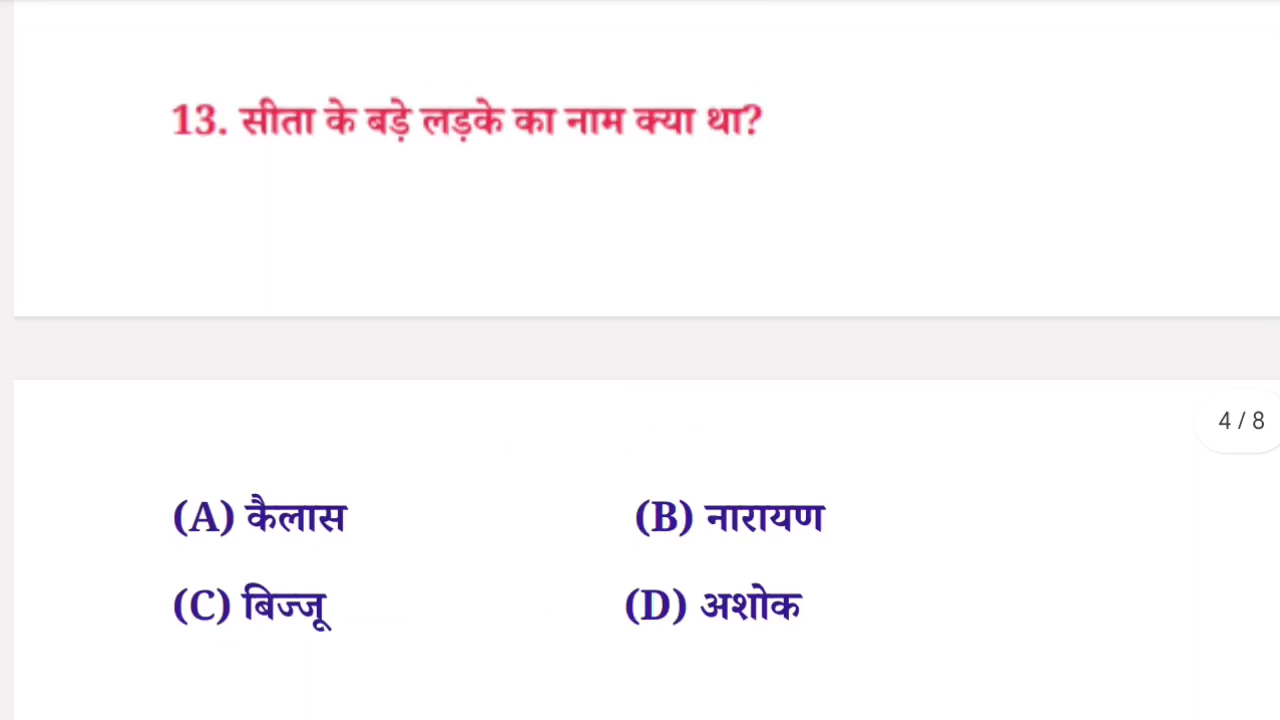 13. सीता के बड़े लड़के का नाम क्या था?
4 / 8
(A) कैलास (B) नारायण
(C) बिज्जू (D) अशोक